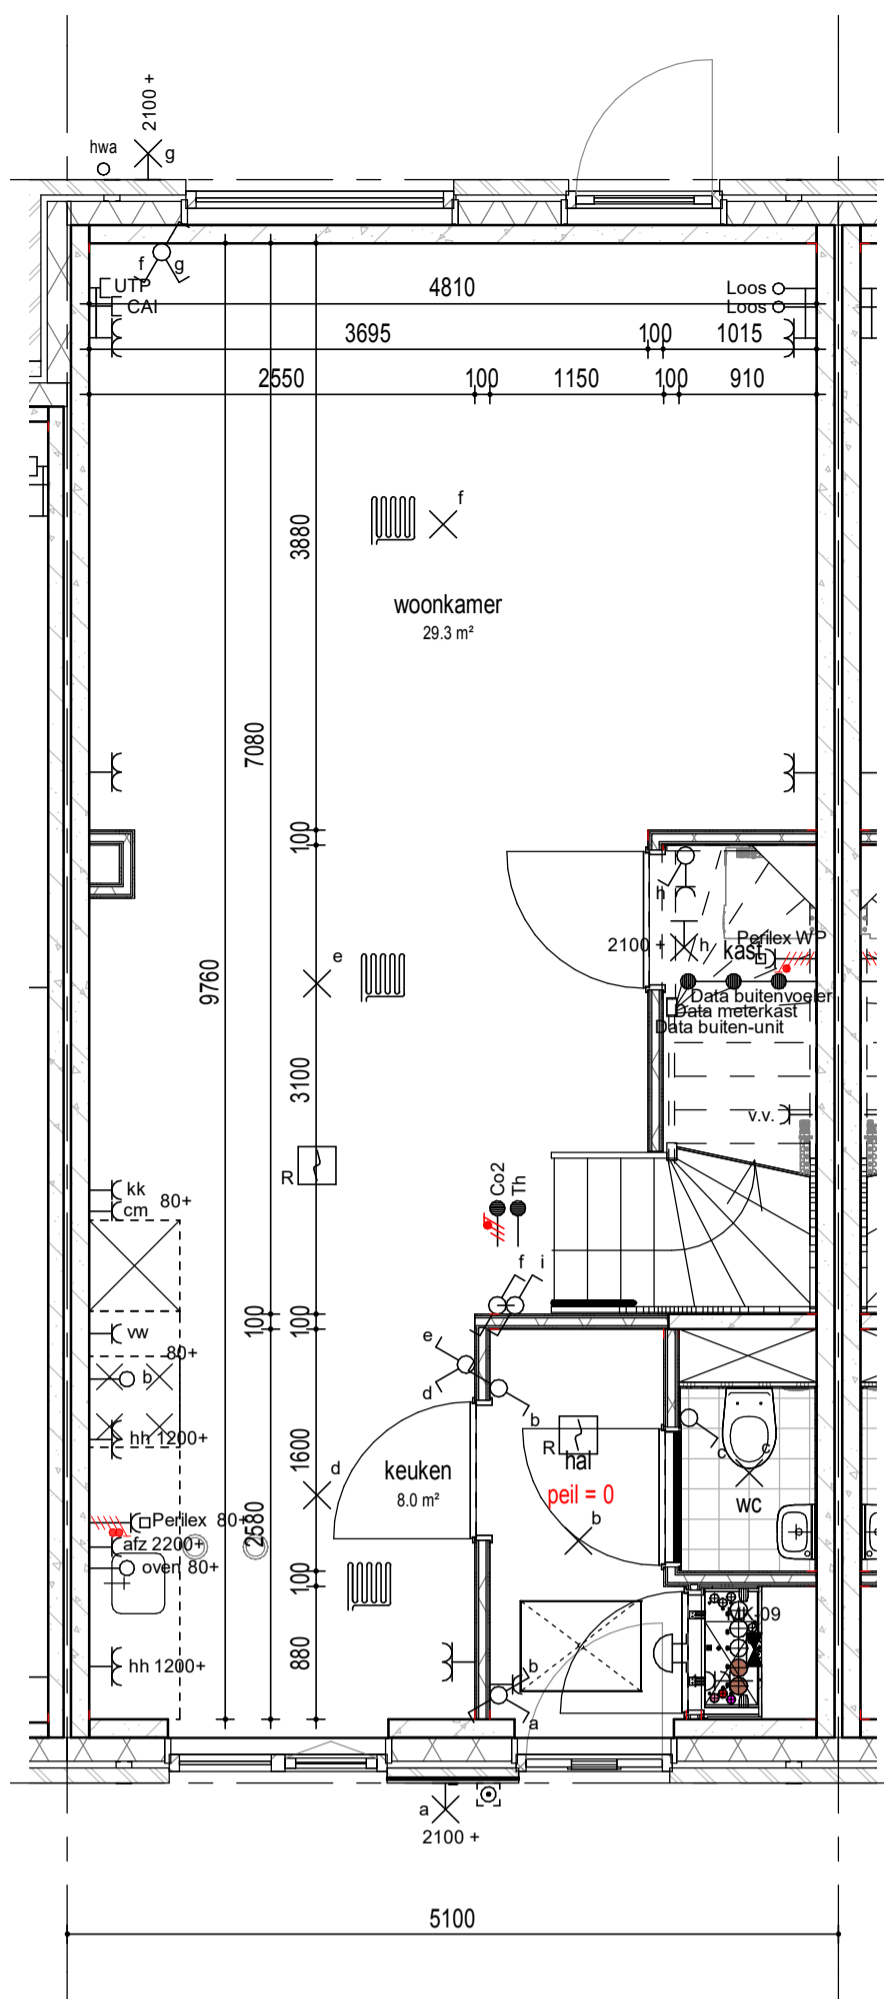 2100 +
hwa
g
f
g
UTP
CAI
4810
Loos
Loos
3695
100
1015
2550
100
1150
100
910
3880
f
woonkamer
29.3 m²
7080
100
h
2100 +
h
Perilex WP
kast
e
9760
Data buitenvoeler
Data meterkast
Data buiten-unit
3100
v.v.
R
kk
cm
80+
Co2
Th
f
i
100
100
vw
80+
b
e
d
b
hh 1200+
1600
d
keuken
8.0 m²
R
hal
peil = 0
b
c
c
wc
Perilex
80+
2580
afz 2200+
oven
80+
100
880
hh 1200+
MK-09
b
a
a
2100 +
5100